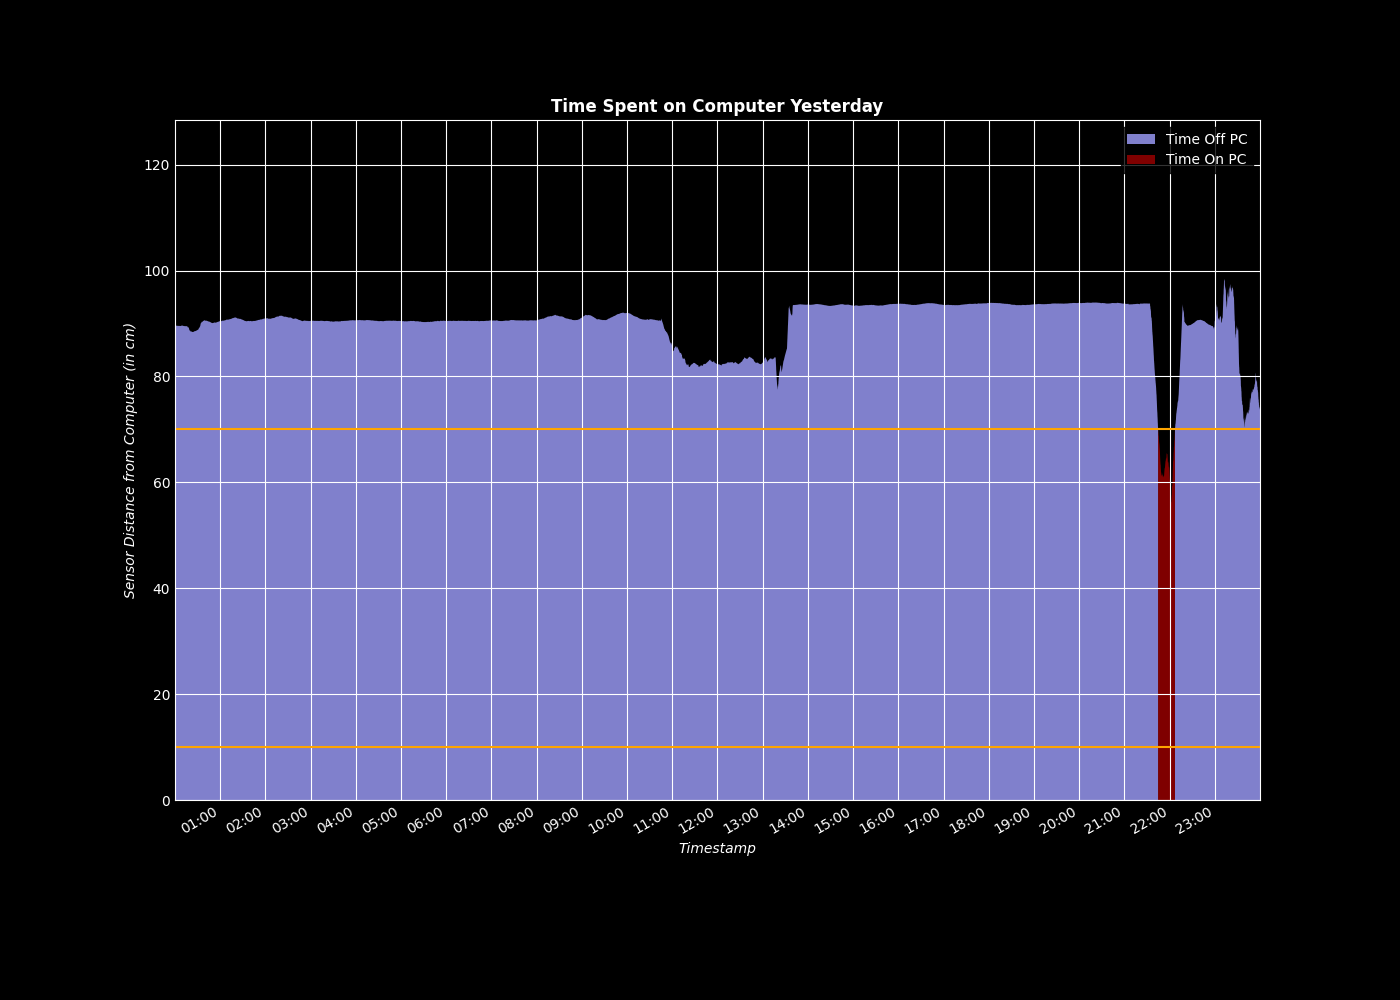 Time Spent on Computer Yesterday
Time Off PC
Time On PC
Sensor Distance from Computer (in cm)
120
100
80
60
40
20
0
01:00 02:00 03:00 04:00 05:00 06:00 07:00 08:00 09:00 10:00 11:00 12:00 13:00 14:00 15:00 16:00 17:00 18:00 19:00 20:00 21:00 22:00 23:00
Timestamp